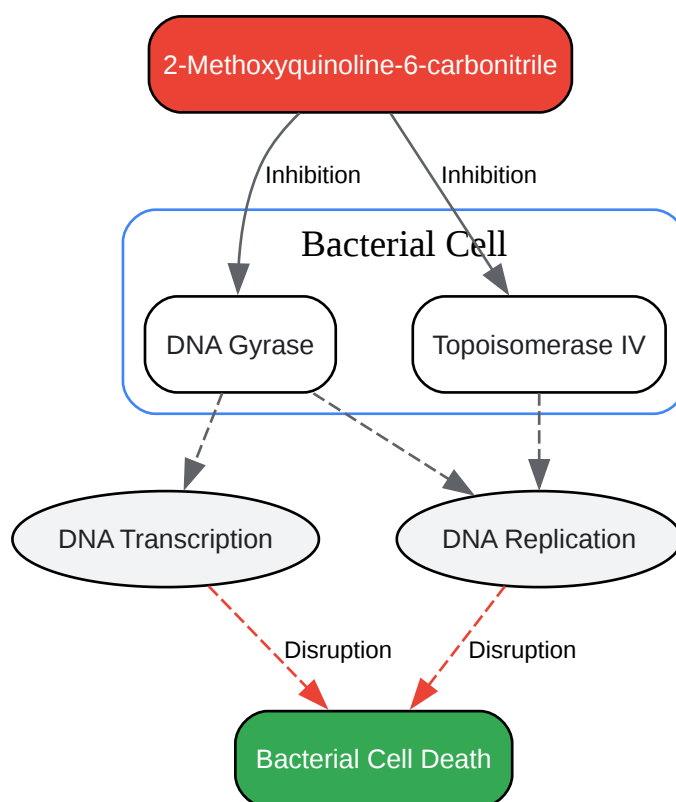 2-Methoxyquinoline-6-carbonitrile
Inhibition
Inhibition
Bacterial Cell
DNA Gyrase
Topoisomerase IV
DNA Transcription
DNA Replication
Disruption
Disruption
Bacterial Cell Death